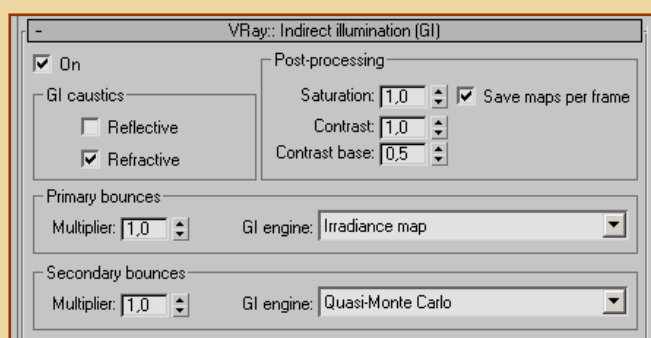 - VRay:: Indirect illumination (GI)
On
Post-processing
GI caustics
Saturation: 1,0 Save maps per frame
Reflective
Contrast: 1,0
Refractive
Contrast base: 0,5
Primary bounces
Multiplier: 1,0 GI engine: Irradiance map
Secondary bounces
Multiplier: 1,0 GI engine: Quasi-Monte Carlo